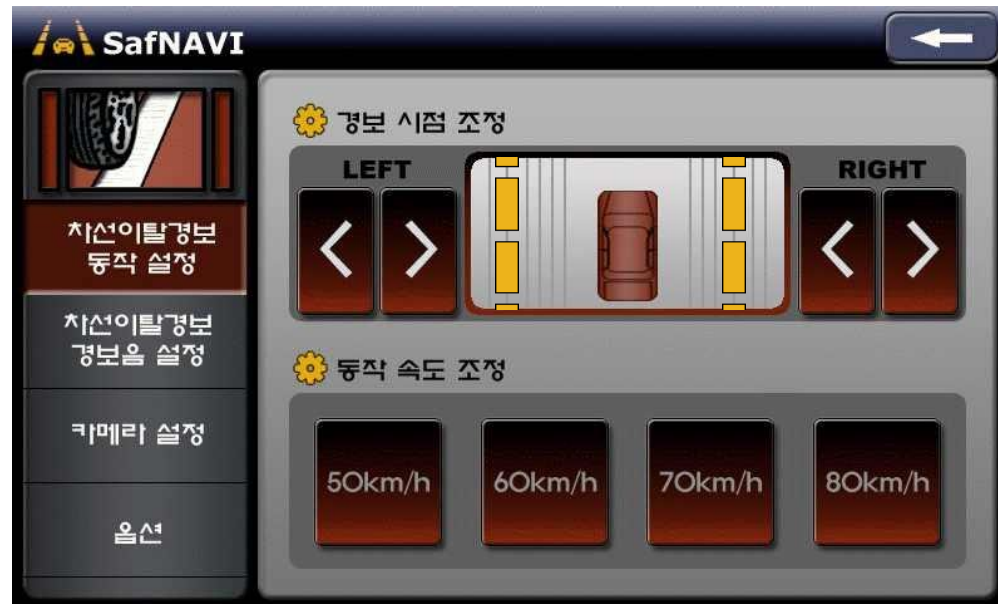 SafNAVI
차선이탈경보
동작 설정
차선이탈경보
경보음 설정
카메라 설정
옵션
경보 시점 조정
LEFT
RIGHT
동작 속도 조정
50km/h
60km/h
70km/h
80km/h